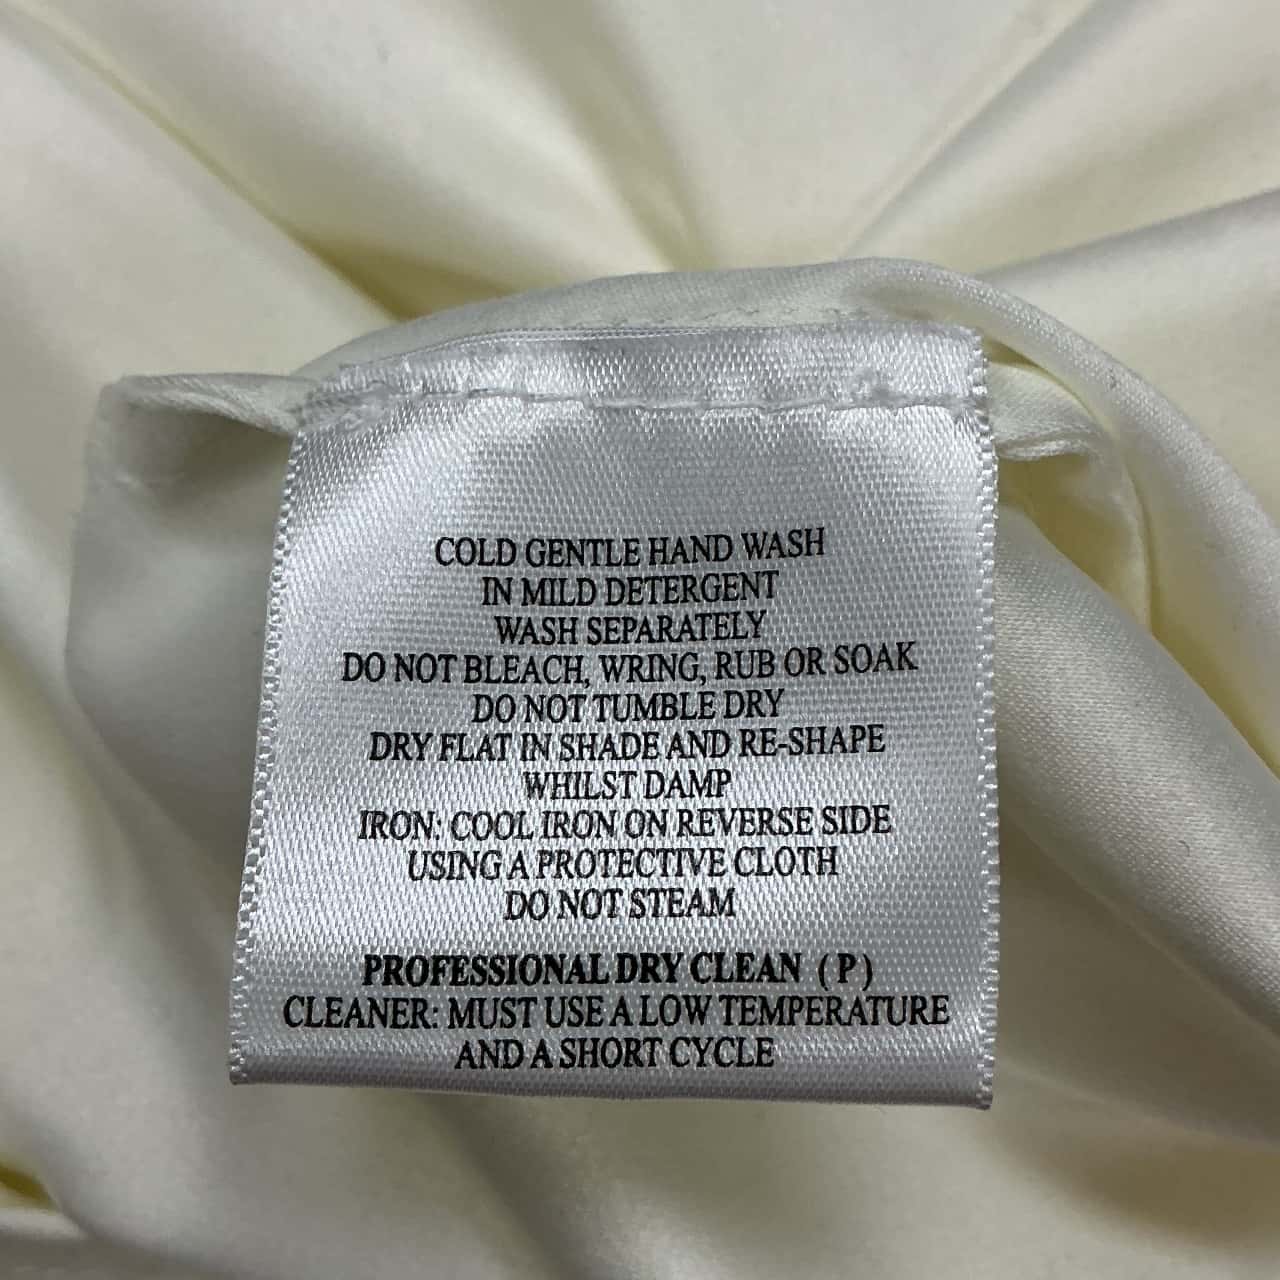 COLD GENTLE HAND WASH
IN MILD DETERGENT
WASH SEPARATELY
DO NOT BLEACH, WRING, RUB OR SOAK
DO NOT TUMBLE DRY
DRY FLAT IN SHADE AND RE-SHAPE
WHILST DAMP
IRON: COOL IRON ON REVERSE SIDE
USING A PROTECTIVE CLOTH
DO NOT STEAM
PROFESSIONAL DRY CLEAN (P)
CLEANER: MUST USE A LOW TEMPERATURE
AND A SHORT CYCLE